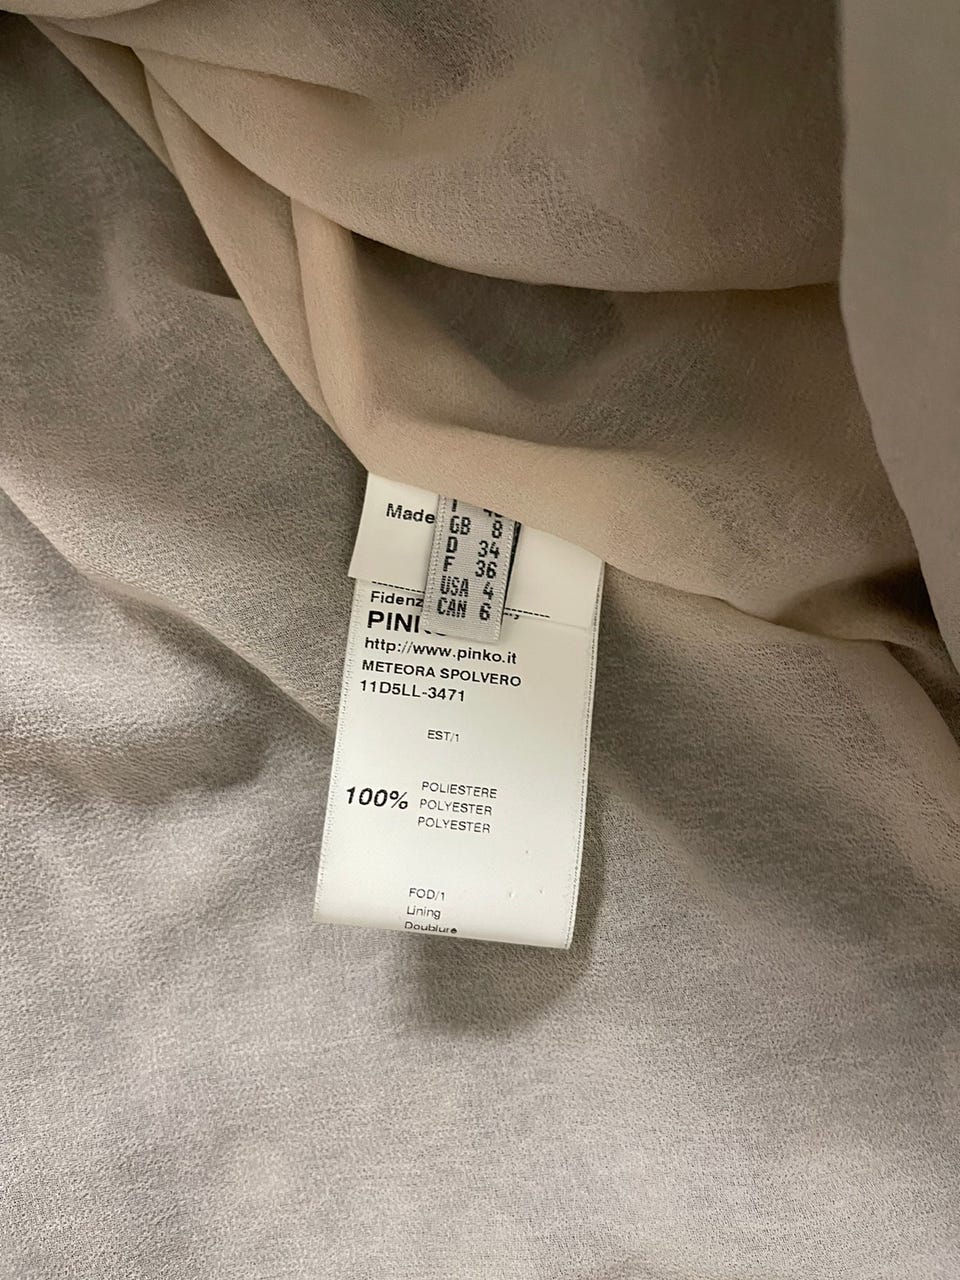 Made
GB 8
D 34
F 36
USA 4
CAN 6
http://www.pinko.it
METEORA SPOLVERO
11D5LL-3471
EST/1
100% POLIESTERE
POLYESTER
POLYESTER
FOD/1
Lining
Doublure